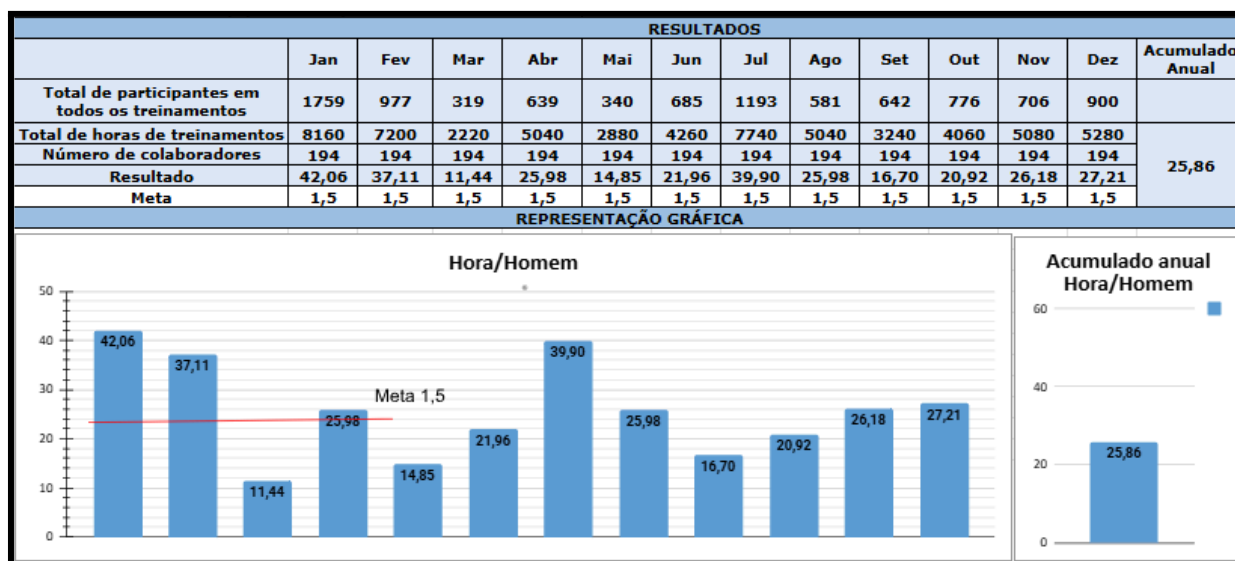 RESULTADOS
Jan Fev Mar Abr Mai Jun Jul Ago Set Out Nov Dez Acumulado Anual
Total de participantes em todos os treinamentos 1759 977 319 639 340 685 1193 581 642 776 706 900
Total de horas de treinamentos 8160 7200 2220 5040 2880 4260 7740 5040 3240 4060 5080 5280
Número de colaboradores 194 194 194 194 194 194 194 194 194 194 194 194 25,86
Resultado 42,06 37,11 11,44 25,98 14,85 21,96 39,90 25,98 16,70 20,92 26,18 27,21
Meta 1,5 1,5 1,5 1,5 1,5 1,5 1,5 1,5 1,5 1,5 1,5 1,5
REPRESENTAÇÃO GRÁFICA
Hora/Homem
50
40
30
20
10
0
42,06
37,11
11,44
25,98
14,85
21,96
39,90
25,98
16,70
20,92
26,18
27,21
Meta 1,5
Acumulado anual
Hora/Homem
60
40
20
0
25,86